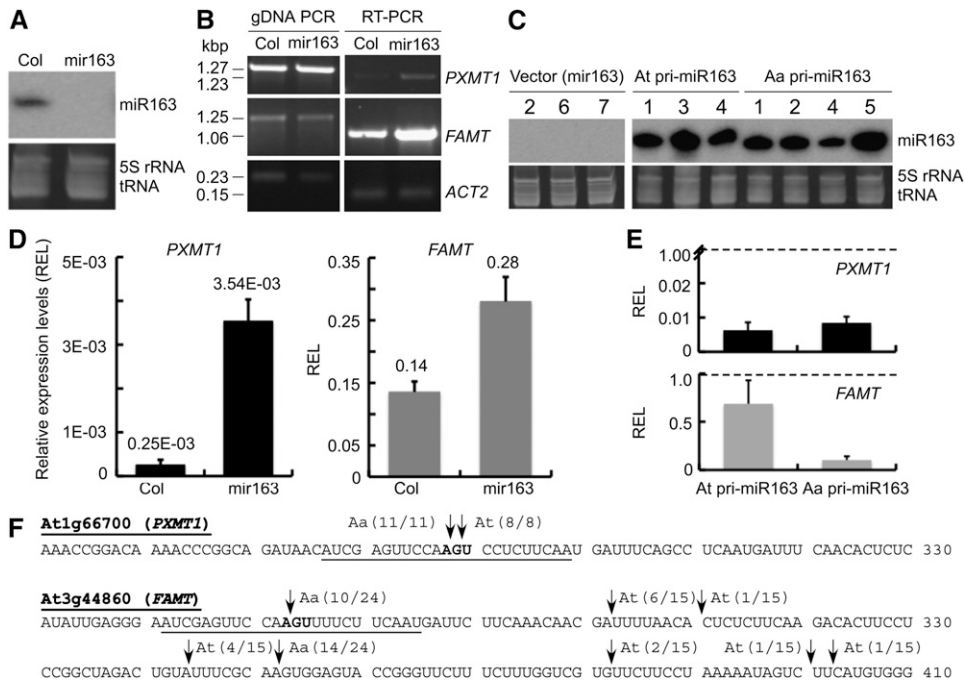 A
Col mir163
miR163
5S rRNA
tRNA
B
gDNA PCR RT-PCR
kbp Col mir163 Col mir163
1.27
1.23
PXMT1
1.25
1.06
FAMT
0.23
0.15
ACT2
C
Vector (mir163) At pri-miR163 Aa pri-miR163
2 6 7 1 3 4 1 2 4 5
miR163
5S rRNA
tRNA
D
Relative expression levels (REL)
PXMT1
5E-03
3E-03
1E-03
0
0.25E-03
3.54E-03
Col mir163
REL
FAMT
0.35
0.25
0.15
0.05
0
0.14
0.28
Col mir163
E
REL
1.00
0.02
0.01
0
PXMT1
REL
1.0
0.5
0
FAMT
At pri-miR163 Aa pri-miR163
F
At1g66700 (PXMT1) Aa(11/11) At(8/8)
AAACCGGACA AAACCCGGCA GAUAACAUCG AGUUCCAAGU CCUCUUCAAU GAUUUCAGCC UCAAUGAUUU CAACACUCUC 330
At3g44860 (FAMT) Aa(10/24) At(6/15) At(1/15)
AUAUUGAGGG AAUCGAGUUC CAAGUUUUCU UCAAUGAUUC UUCAAACAACG AUUUUAACA CUCUCUUCAA GACACUUCCU 330
At(4/15) Aa(14/24) At(2/15) At(1/15) At(1/15)
CCGGCUAGAC UGUAUUUCGC AAGUGGAGUA CCGGGUUCUU UCUUUGGUCG UGUUCUUCCU AAAAAUAGUC UUCAUGUGGG 410